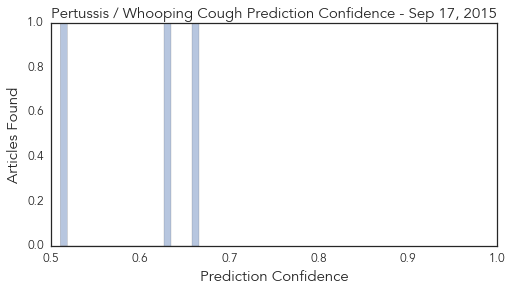 Pertussis / Whooping Cough Prediction Confidence - Sep 17, 2015
1.0
0.8
0.6
0.4
0.2
0.0
Articles Found
0.5 0.6 0.7 0.8 0.9 1.0
Prediction Confidence